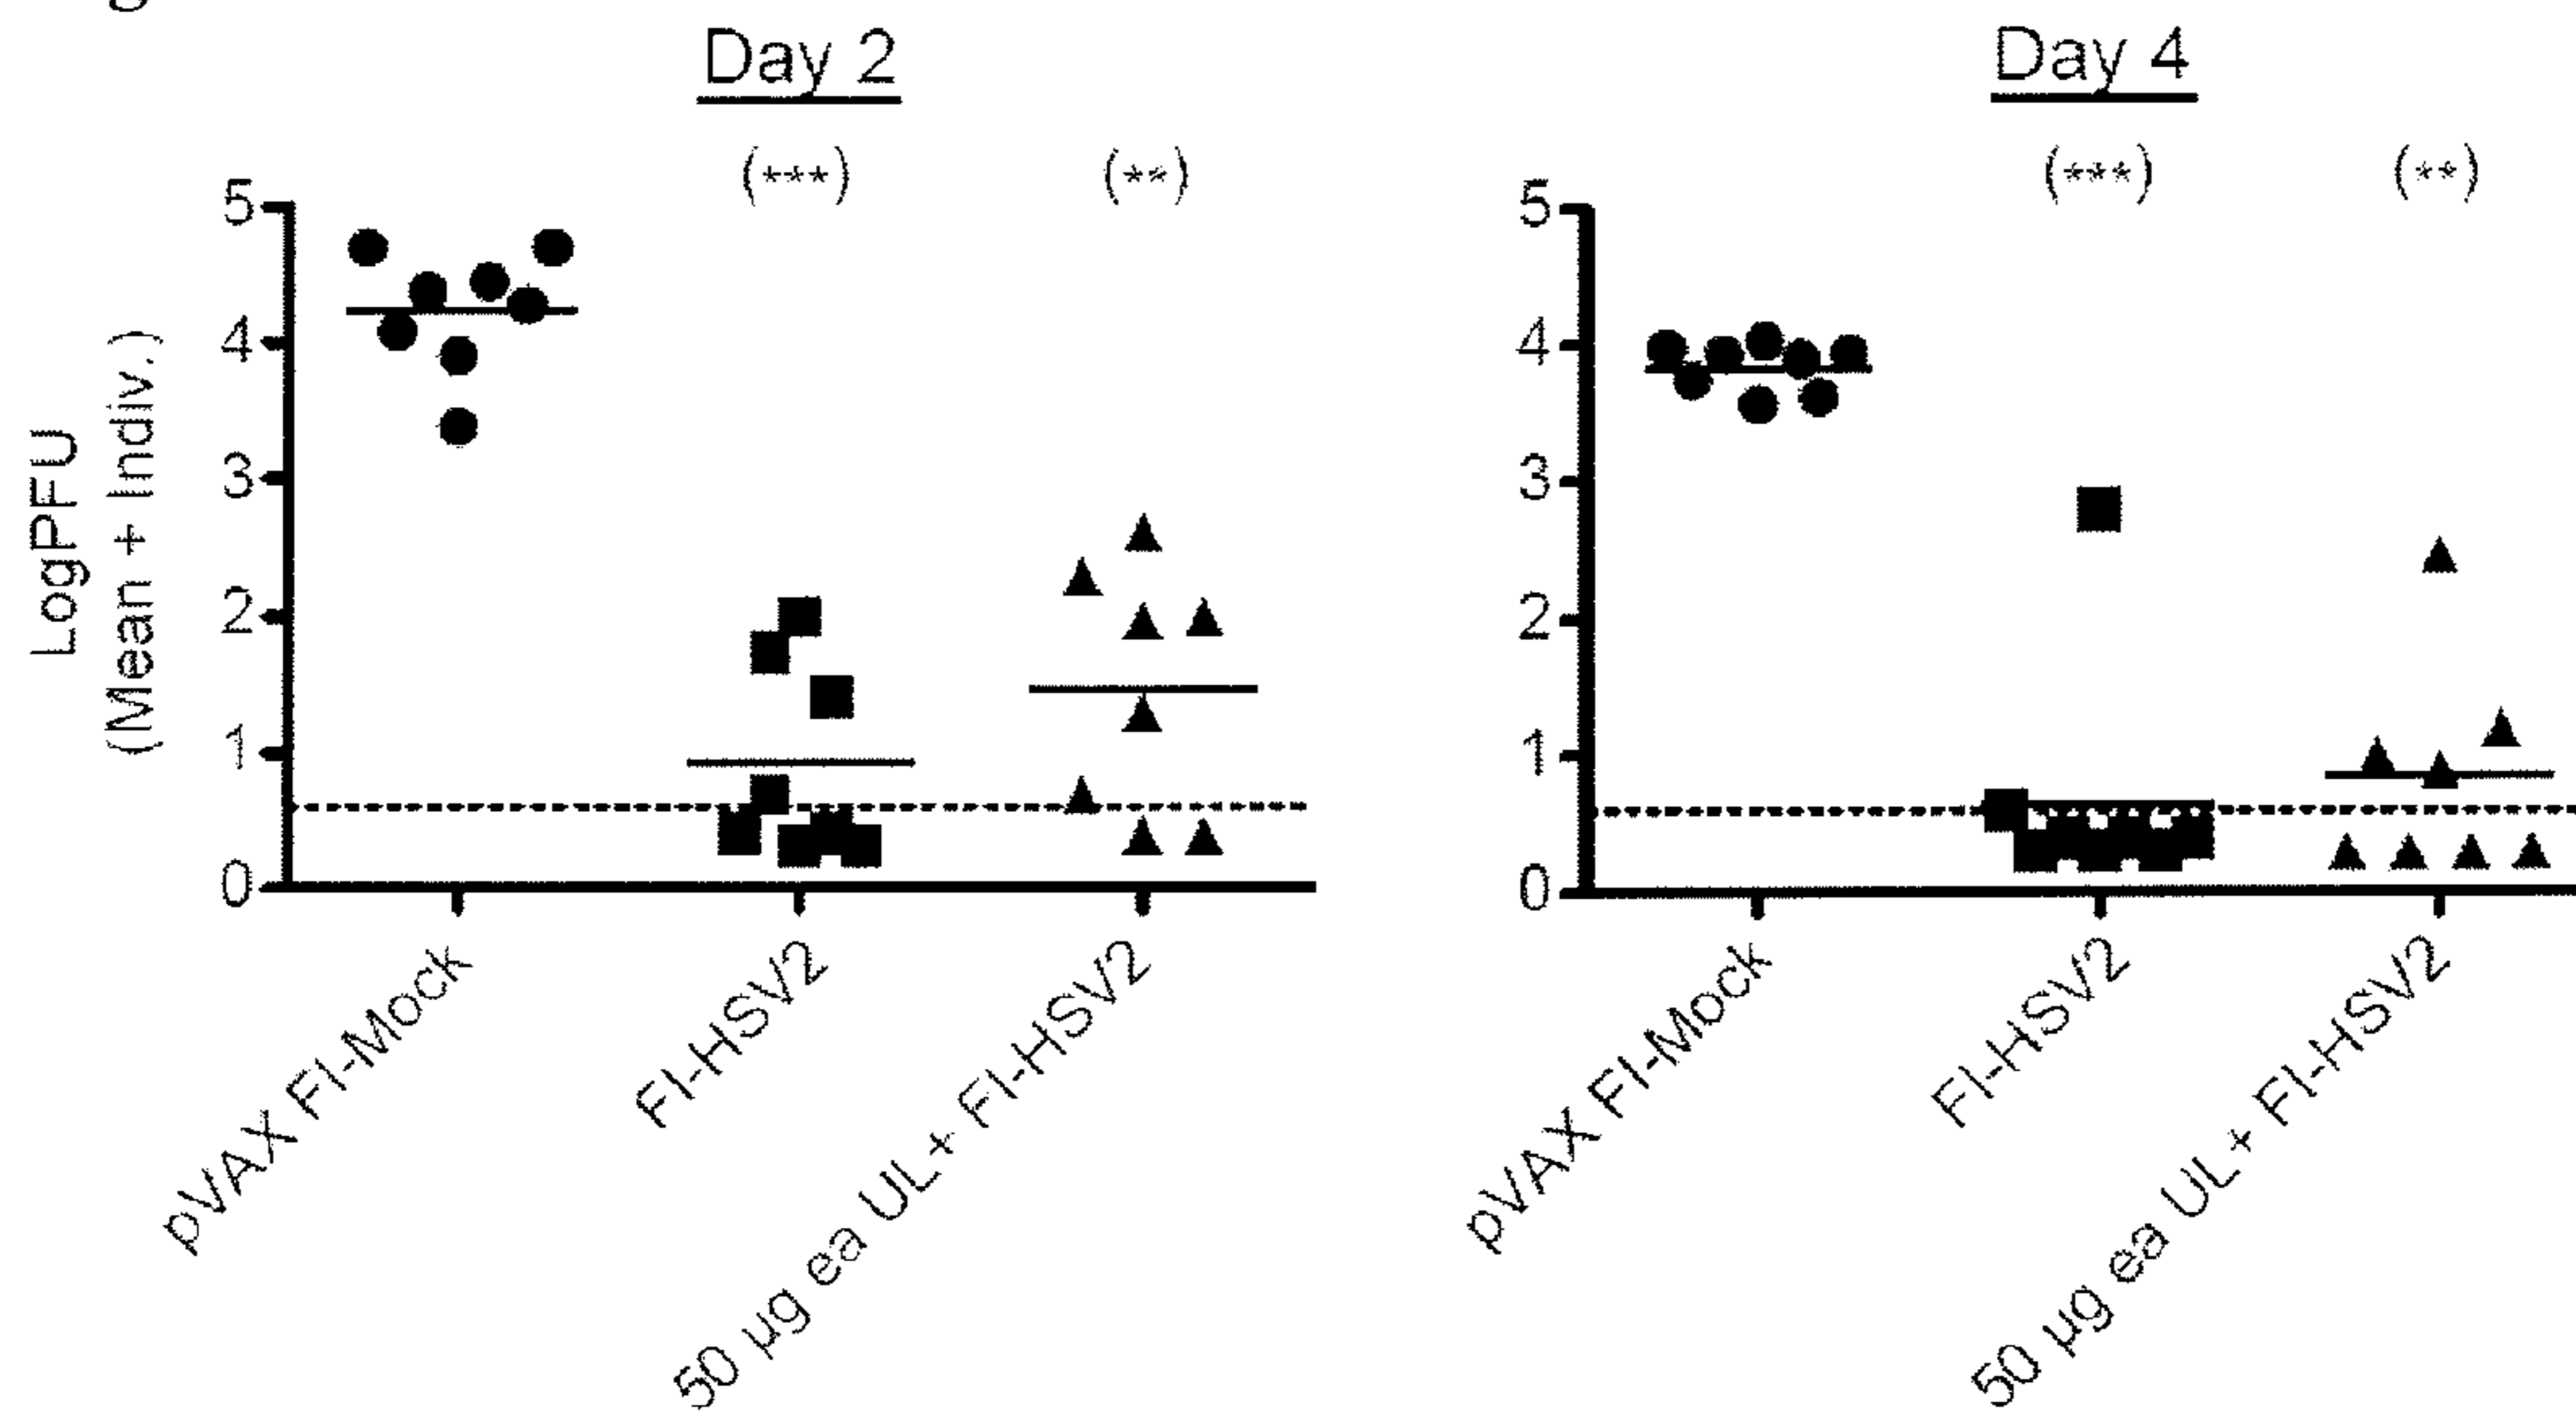 Day 2
(***) (**)
LogPFU
(Mean + Indiv.)
5
4
3
2
1
0
pVAX FI-Mock
FI-HSV2
50 µg ea UL+ FI-HSV2
Day 4
(***) (**)
5
4
3
2
1
0
pVAX FI-Mock
FI-HSV2
50 µg ea UL+ FI-HSV2